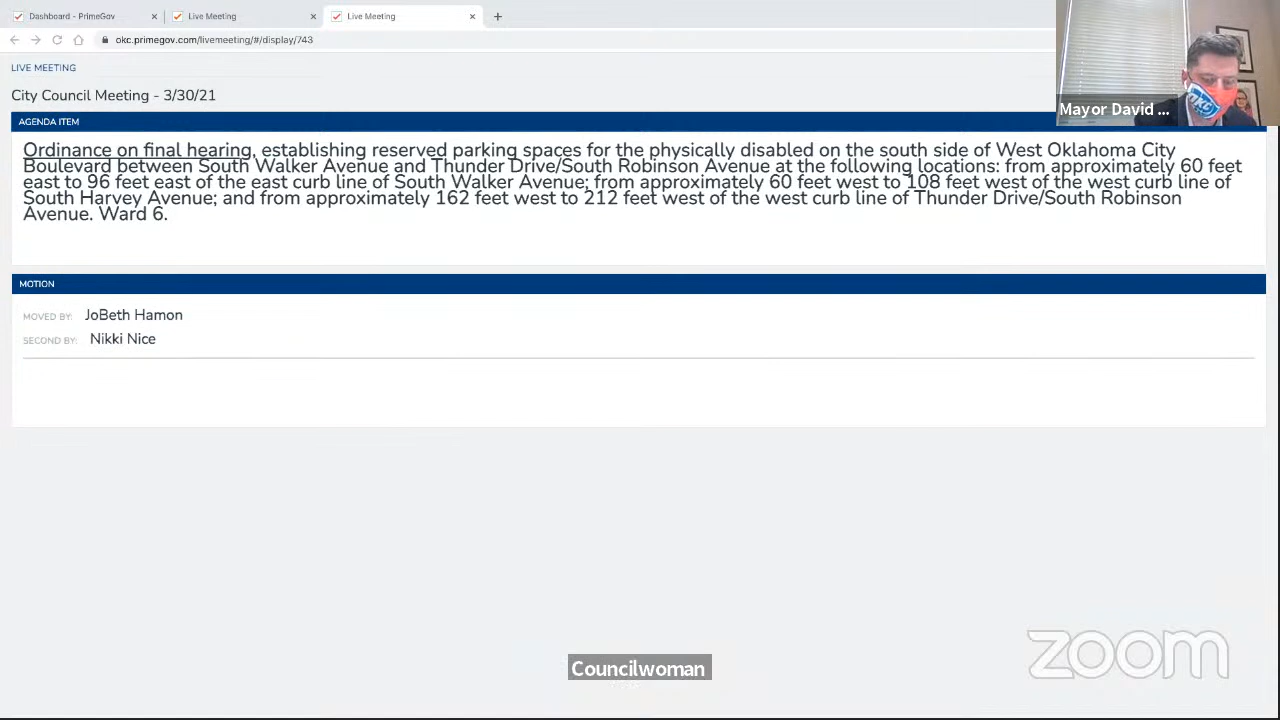 Dashboard - PrimeGov
Live Meeting
Live Meeting
okc.primegov.com/livemeeting/#/display/743
LIVE MEETING
City Council Meeting - 3/30/21
Mayor David ...
OKC
AGENDA ITEM
Ordinance on final hearing, establishing reserved parking spaces for the physically disabled on the south side of West Oklahoma City
Boulevard between South Walker Avenue and Thunder Drive/South Robinson Avenue at the following locations: from approximately 60 feet
east to 96 feet east of the east curb line of South Walker Avenue; from approximately 60 feet west to 108 feet west of the west curb line of
South Harvey Avenue; and from approximately 162 feet west to 212 feet west of the west curb line of Thunder Drive/South Robinson
Avenue. Ward 6.
MOTION
MOVED BY: JoBeth Hamon
SECOND BY: Nikki Nice
Councilwoman
zoom